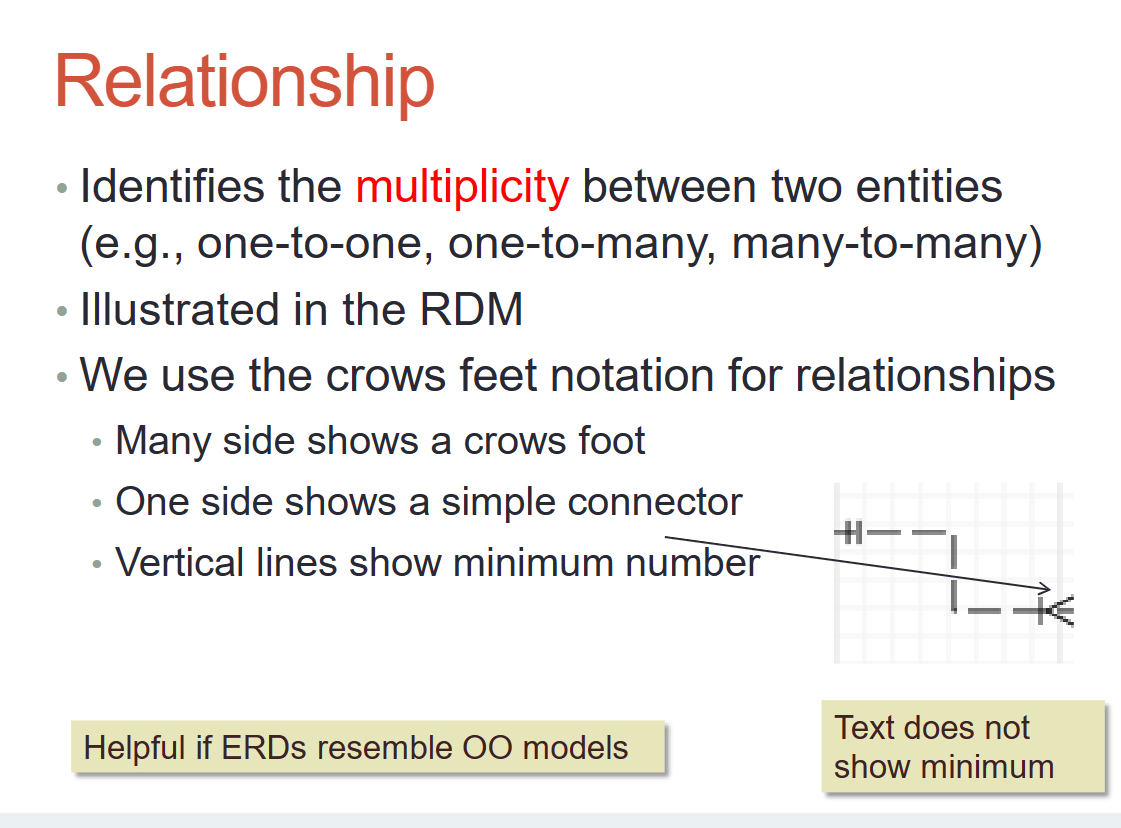 Relationship
• Identifies the multiplicity between two entities
(e.g., one-to-one, one-to-many, many-to-many)
• Illustrated in the RDM
• We use the crows feet notation for relationships
• Many side shows a crows foot
• One side shows a simple connector
• Vertical lines show minimum number
Helpful if ERDs resemble OO models
Text does not
show minimum